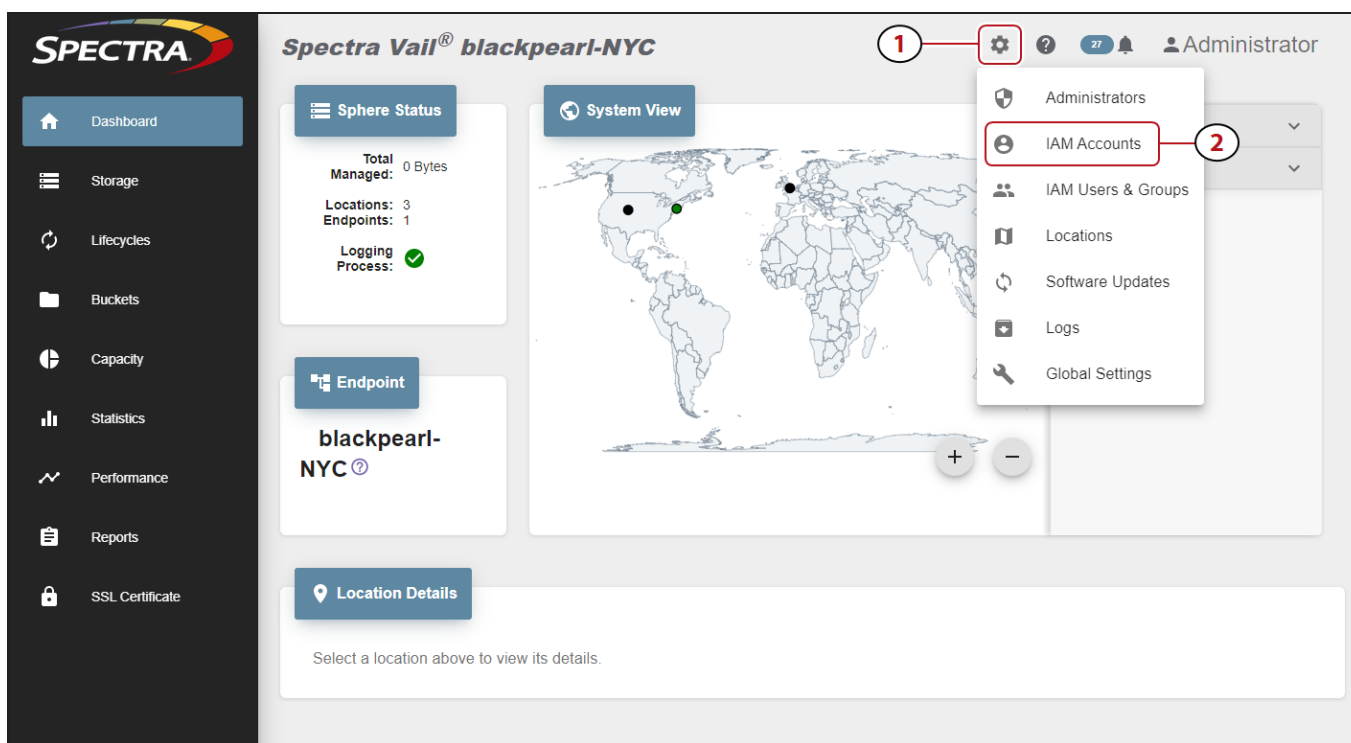 SPECTRA
Spectra Vail® blackpearl-NYC
1
27
Administrator
Dashboard
Storage
Lifecycles
Buckets
Capacity
Statistics
Performance
Reports
SSL Certificate
Sphere Status
Total Managed: 0 Bytes
Locations: 3
Endpoints: 1
Logging Process:
System View
Administrators
IAM Accounts
2
IAM Users & Groups
Locations
Software Updates
Logs
Global Settings
+
−
Endpoint
blackpearl-
NYC
Location Details
Select a location above to view its details.